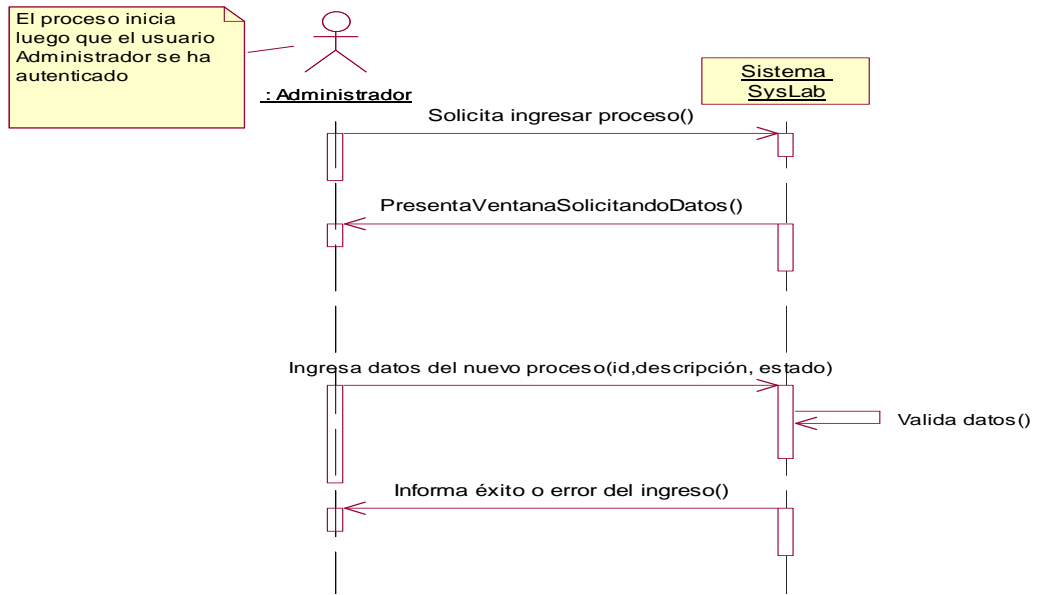 El proceso inicia
luego que el usuario
Administrador se ha
autenticado
: Administrador
Sistema
SysLab
Solicita ingresar proceso()
PresentaVentanaSolicitandoDatos()
Ingresa datos del nuevo proceso(id,descripción, estado)
Valida datos()
Informa éxito o error del ingreso()